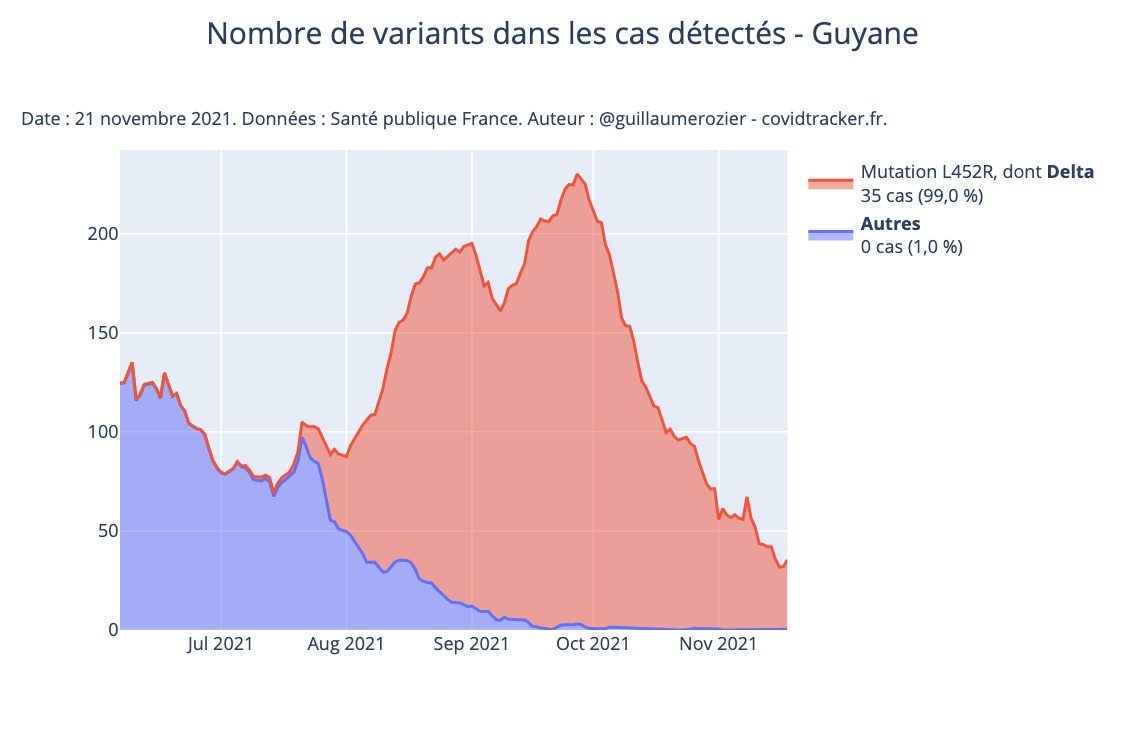 Nombre de variants dans les cas détectés - Guyane
Date : 21 novembre 2021. Données : Santé publique France. Auteur : @guillaumerozier - covidtracker.fr.
Mutation L452R, dont Delta
35 cas (99,0 %)
Autres
0 cas (1,0 %)
200
150
100
50
0
Jul 2021 Aug 2021 Sep 2021 Oct 2021 Nov 2021